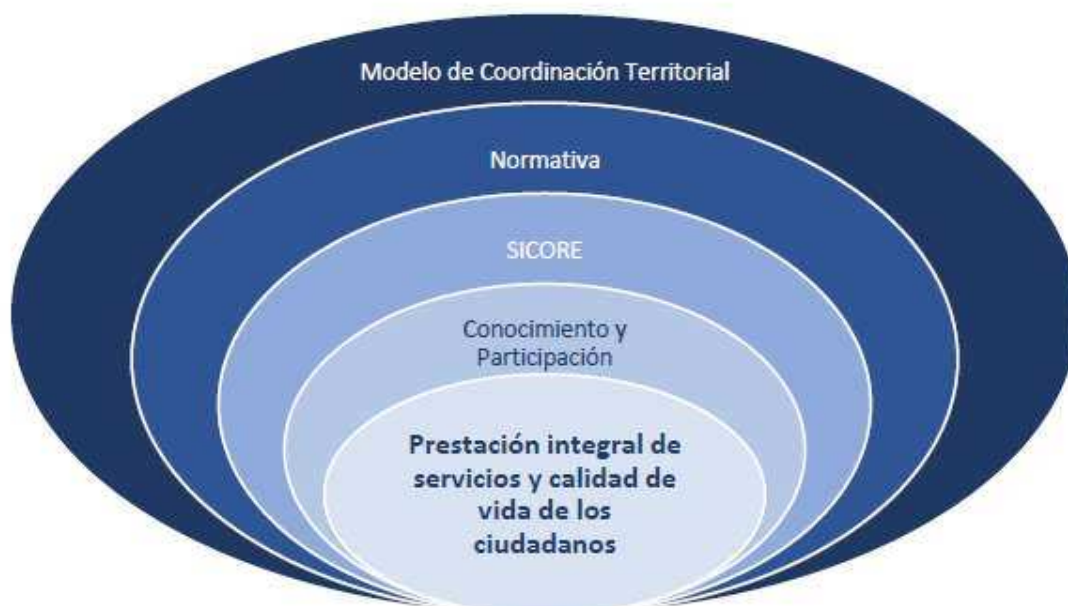 Modelo de Coordinación Territorial
Normativa
SICORE
Conocimiento y
Participación
Prestación integral de
servicios y calidad de
vida de los
ciudadanos